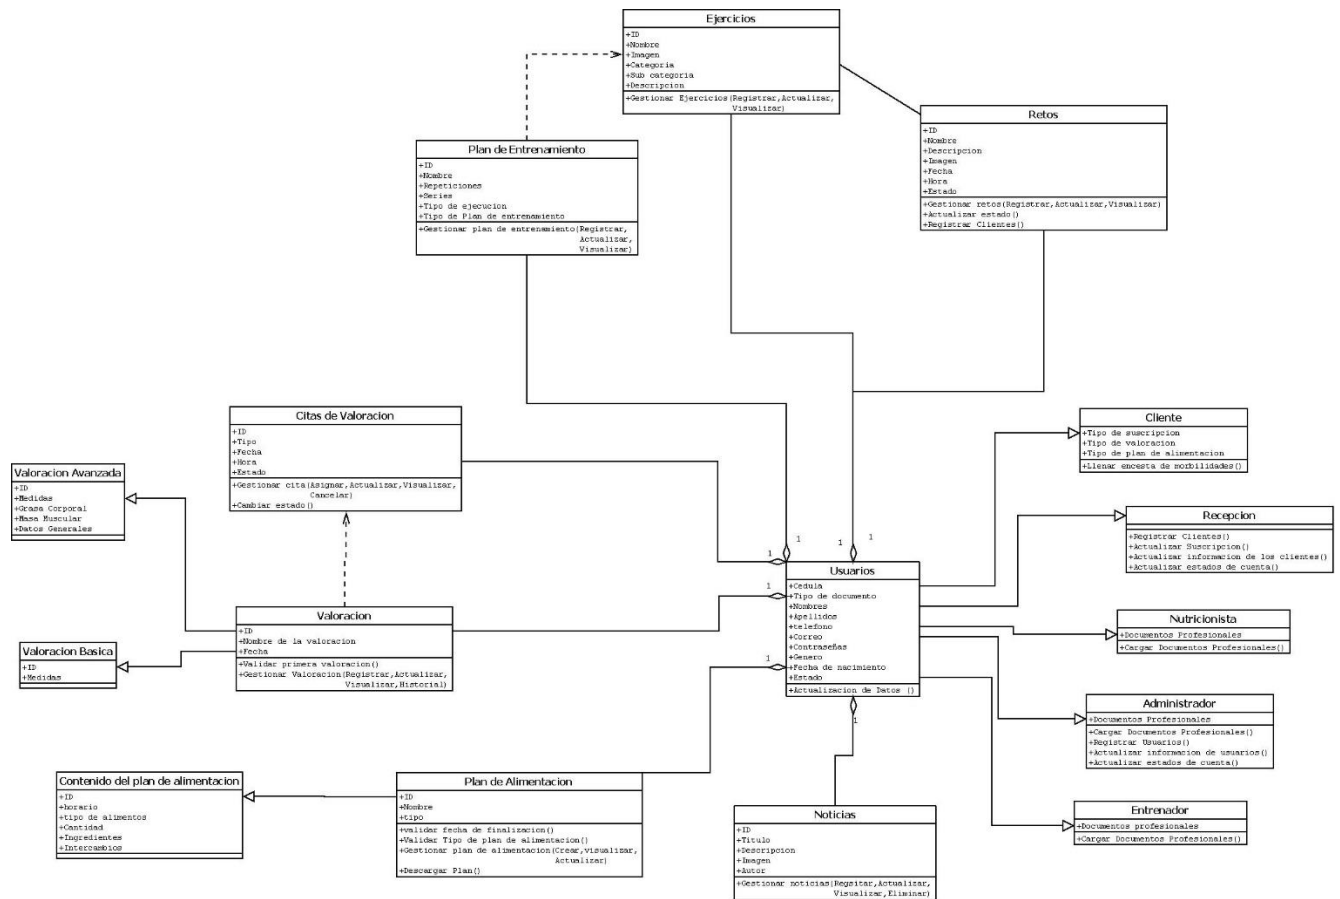 Ejercicios
+ID
+Nombre
+Imagen
+Categoria
+Sub categoria
+Descripcion
+Gestionar Ejercicios(Registrar,Actualizar,
Visualizar)
Retos
+ID
+Nombre
+Descripcion
+Imagen
+Fecha
+Hora
+Estado
+Gestionar retos(Registrar,Actualizar,Visualizar)
+Actualizar estado()
+Registrar Clientes()
Plan de Entrenamiento
+ID
+Nombre
+Repeticiones
+Series
+Tipo de ejecucion
+Tipo de Plan de entrenamiento
+Gestionar plan de entrenamiento(Registrar,
Actualizar,
Visualizar)
Citas de Valoracion
+ID
+Tipo
+Fecha
+Hora
+Estado
+Gestionar cita(Asignar,Actualizar,Visualizar,
Cancelar)
+Cambiar estado()
Cliente
+Tipo de suscripcion
+Tipo de valoracion
+Tipo de plan de alimentacion
+Llenar encesta de morbilidades()
Valoracion Avanzada
+ID
+Medidas
+Grasa Corporal
+Masa Muscular
+Datos Generales
Recepcion
+Registrar Clientes()
+Actualizar Suscripcion()
+Actualizar informacion de los clientes()
+Actualizar estados de cuenta()
1
1
1
1
1
1
Usuarios
+Cedula
+Tipo de documento
+Nombres
+Apellidos
+telefono
+Correo
+Contraseñas
+Genero
+Fecha de nacimiento
+Estado
+Actualizacion de Datos ()
1
Valoracion
+ID
+Nombre de la valoracion
+Fecha
+Validar primera valoracion()
+Gestionar Valoracion(Registrar,Actualizar,
Visualizar,Historial)
Valoracion Basica
+ID
+Medidas
Nutricionista
+Documentos Profesionales
+Cargar Documentos Profesionales()
Administrador
+Documentos Profesionales
+Cargar Documentos Profesionales()
+Registrar Usuarios()
+Actualizar informacion de usuarios()
+Actualizar estados de cuenta()
Contenido del plan de alimentacion
+ID
+horario
+tipo de alimentos
+Cantidad
+Ingredientes
+Intercambios
Plan de Alimentacion
+ID
+Nombre
+tipo
+validar fecha de finalizacion()
+Validar Tipo de plan de alimentacion()
+Gestionar plan de alimentacion(Crear,visualizar,
Actualizar)
+Descargar Plan()
Noticias
+ID
+Titulo
+Descripcion
+Imagen
+Autor
+Gestionar noticias(Regsitar,Actualizar,
Visualizar,Eliminar)
Entrenador
+Documentos profesionales
+Cargar Documentos Profesionales()